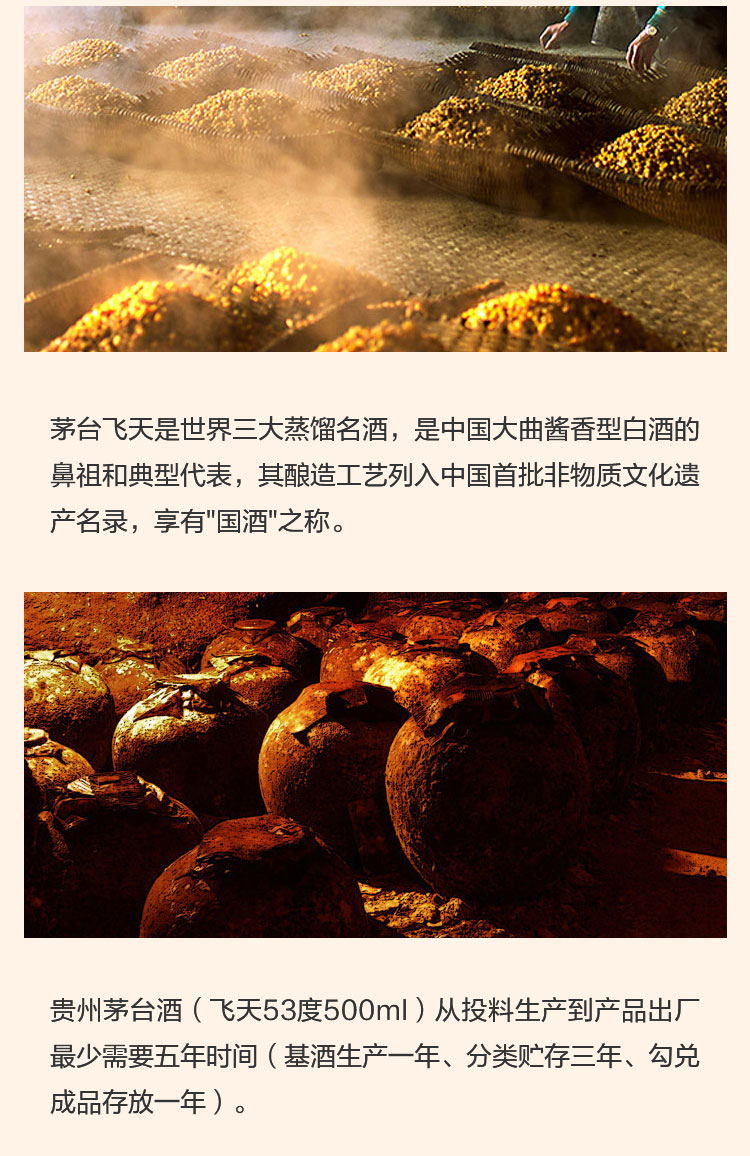 茅台飞天是世界三大蒸馏名酒，是中国大曲酱香型白酒的
鼻祖和典型代表，其酿造工艺列入中国首批非物质文化遗
产名录，享有"国酒"之称。
贵州茅台酒（飞天53度500ml）从投料生产到产品出厂
最少需要五年时间（基酒生产一年、分类贮存三年、勾兑
成品存放一年）。